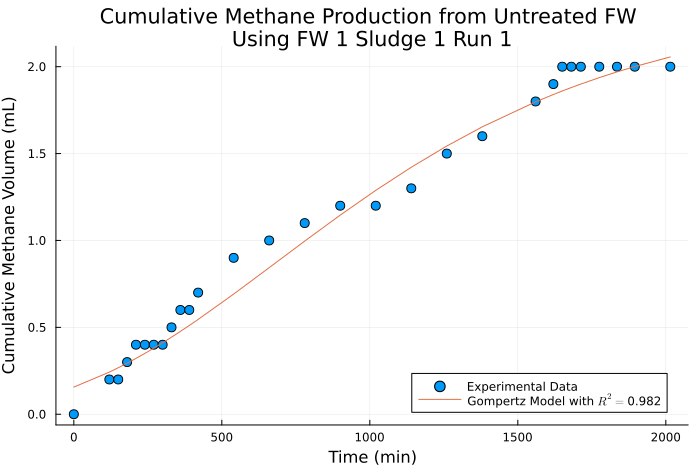 Cumulative Methane Production from Untreated FW
Using FW 1 Sludge 1 Run 1
Cumulative Methane Volume (mL)
2.0
1.5
1.0
0.5
0.0
Experimental Data
Gompertz Model with R² = 0.982
0 500 1000 1500 2000
Time (min)